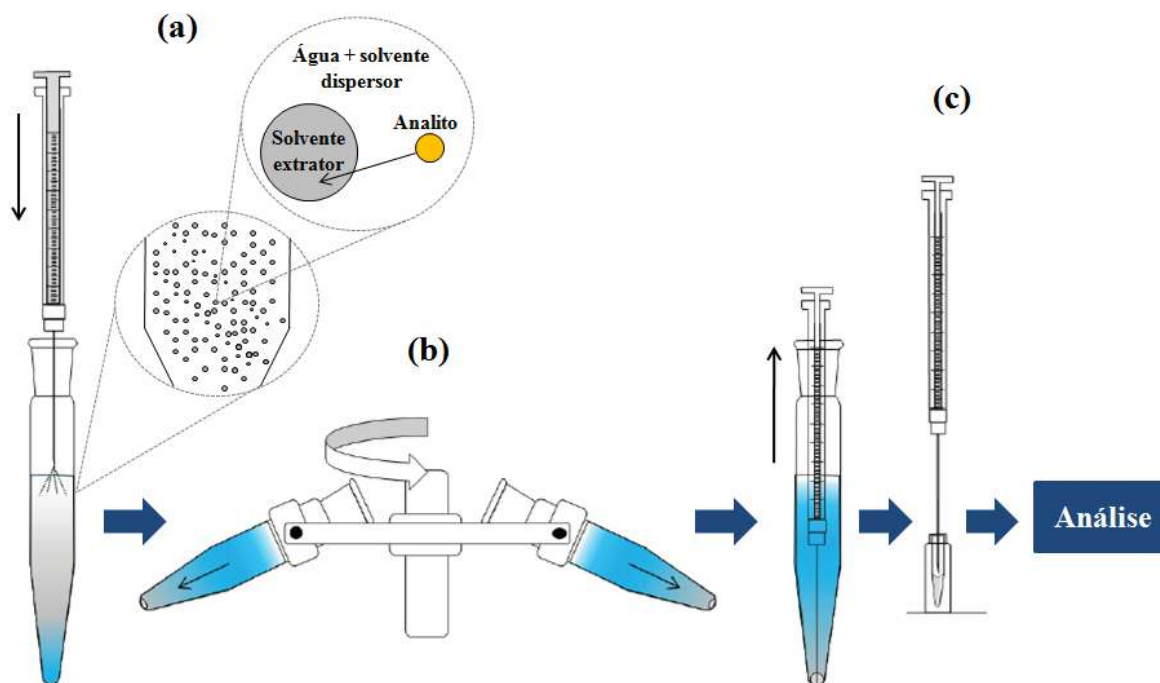 (a)
Água + solvente
dispersor
Analito
Solvente
extrator
(b)
(c)
Análise